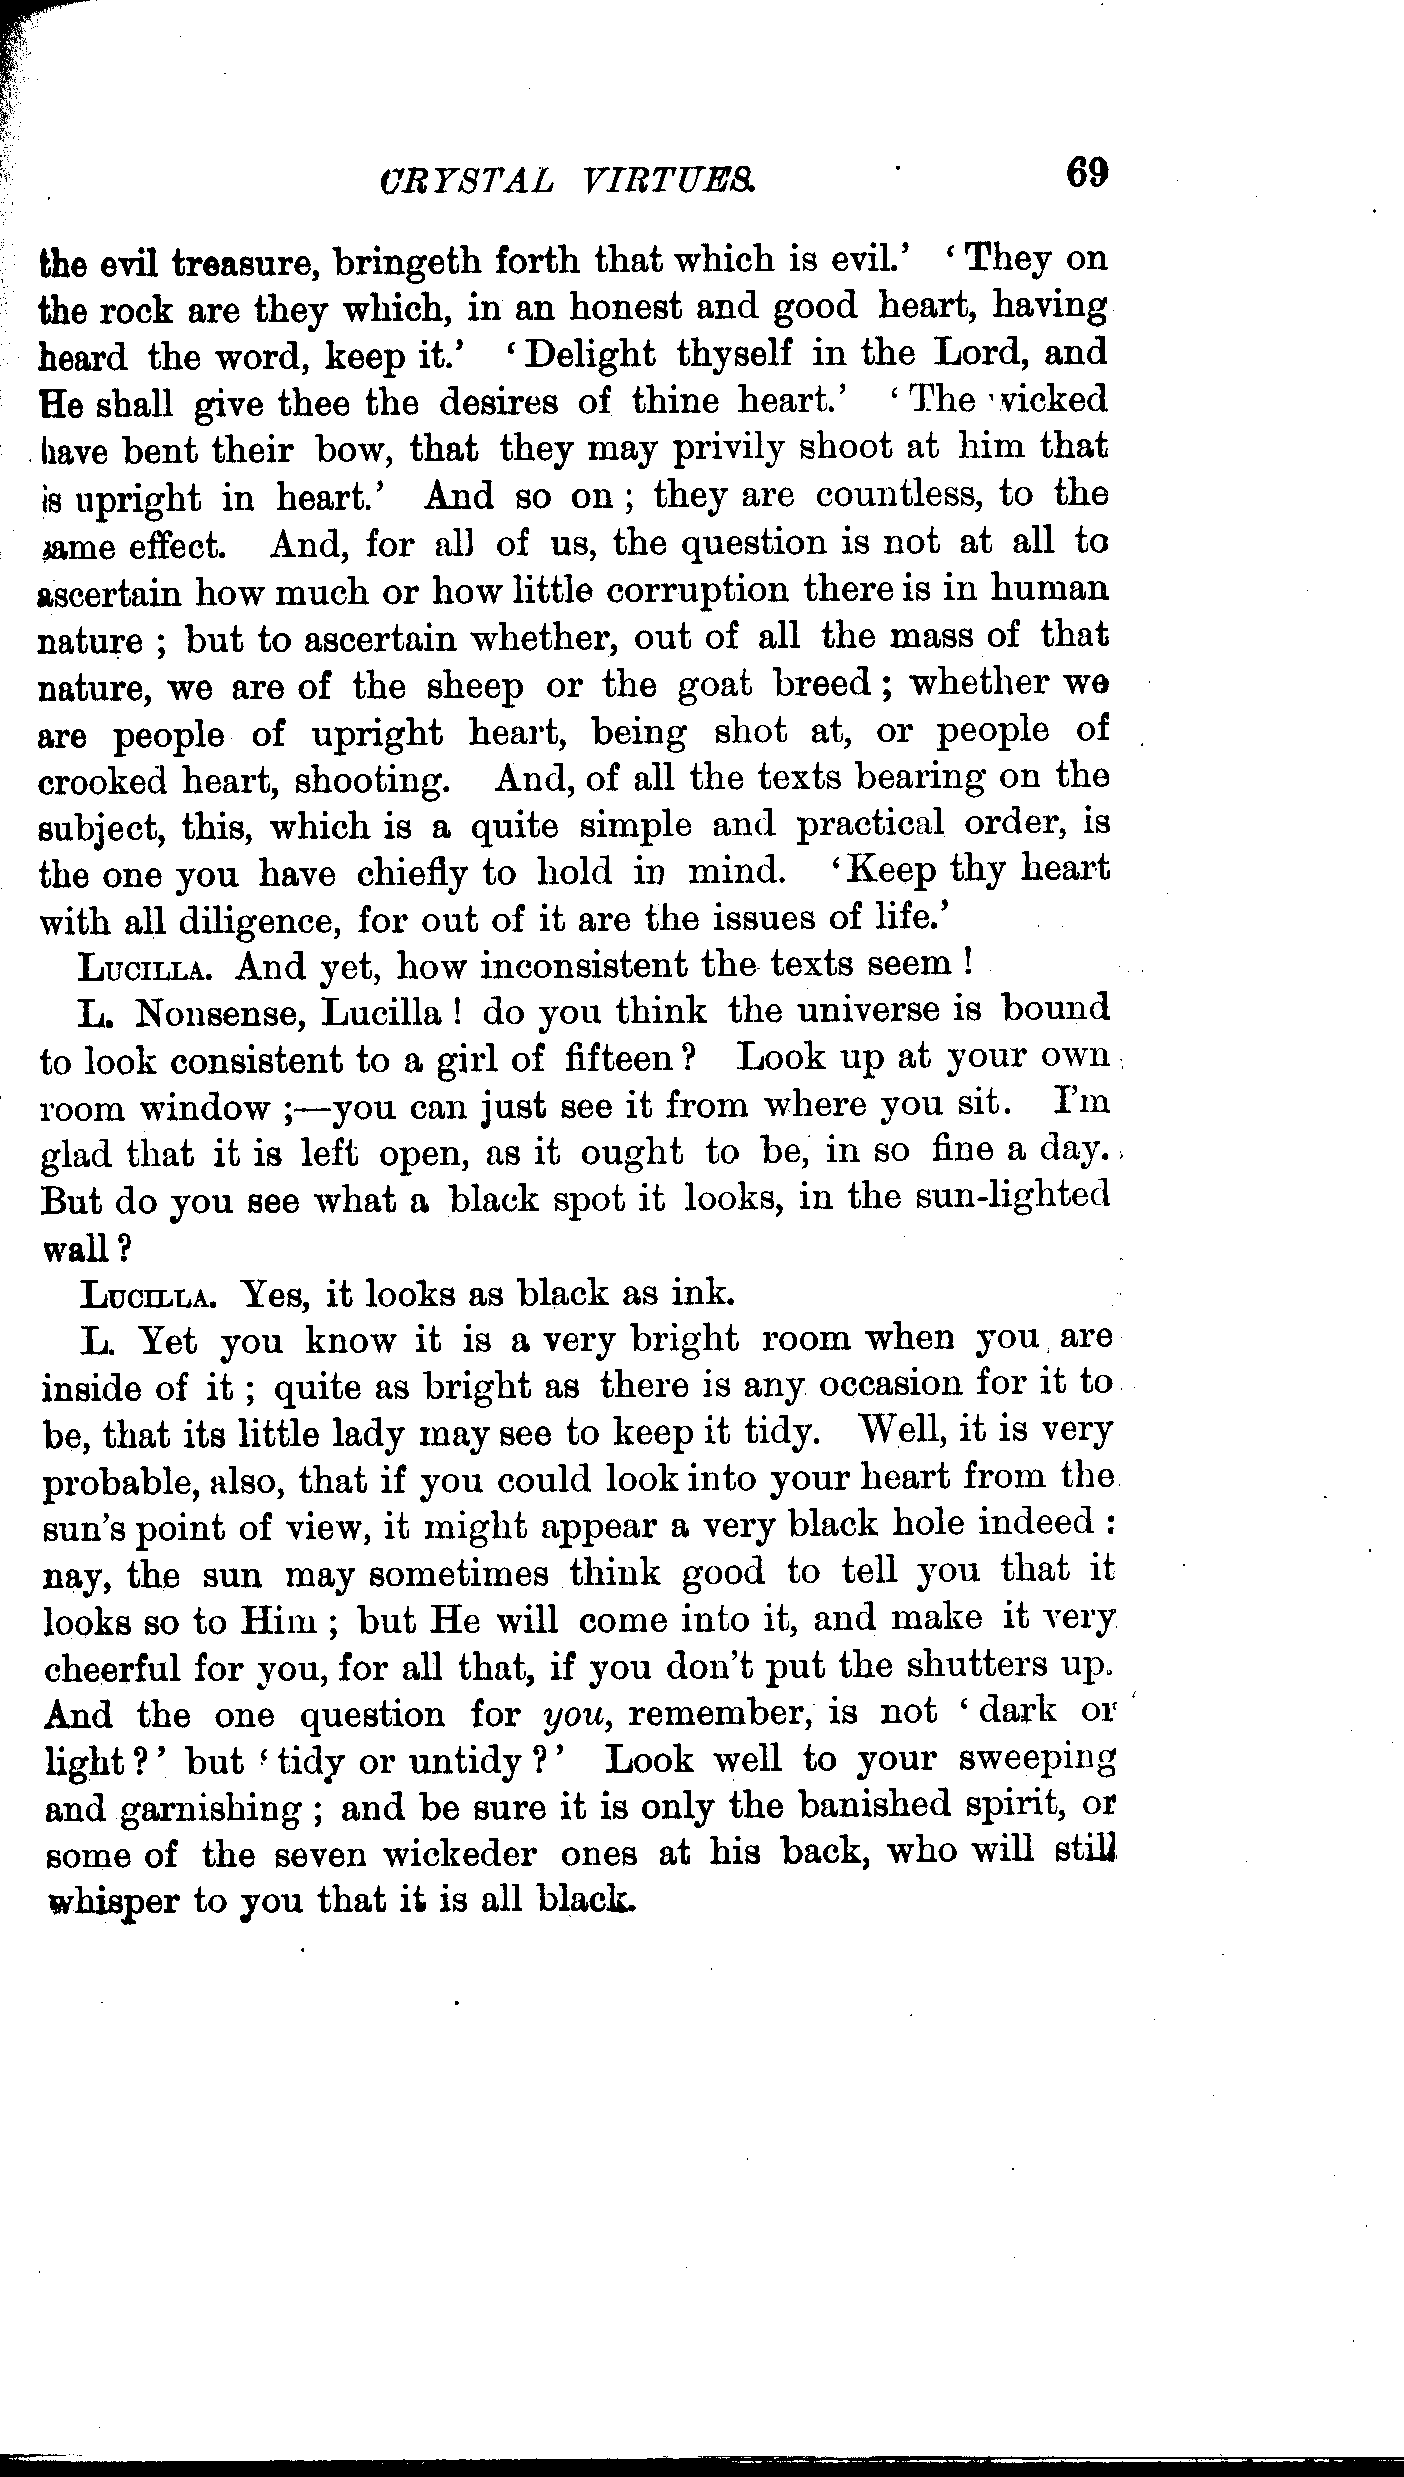 CRYSTAL VIRTUES. 69
the evil treasure, bringeth forth that which is evil.' 'They on
the rock are they which, in an honest and good heart, having
heard the word, keep it.' 'Delight thyself in the Lord, and
He shall give thee the desires of thine heart.' 'The wicked
have bent their bow, that they may privily shoot at him that
is upright in heart.' And so on; they are countless, to the
same effect. And, for all of us, the question is not at all to
ascertain how much or how little corruption there is in human
nature; but to ascertain whether, out of all the mass of that
nature, we are of the sheep or the goat breed; whether we
are people of upright heart, being shot at, or people of
crooked heart, shooting. And, of all the texts bearing on the
subject, this, which is a quite simple and practical order, is
the one you have chiefly to hold in mind. 'Keep thy heart
with all diligence, for out of it are the issues of life.'
LUCILLA. And yet, how inconsistent the texts seem!
L. Nonsense, Lucilla! do you think the universe is bound
to look consistent to a girl of fifteen? Look up at your own
room window;—you can just see it from where you sit. I'm
glad that it is left open, as it ought to be, in so fine a day.
But do you see what a black spot it looks, in the sun-lighted
wall?
LUCILLA. Yes, it looks as black as ink.
L. Yet you know it is a very bright room when you are
inside of it; quite as bright as there is any occasion for it to
be, that its little lady may see to keep it tidy. Well, it is very
probable, also, that if you could look into your heart from the
sun's point of view, it might appear a very black hole indeed:
nay, the sun may sometimes think good to tell you that it
looks so to Him; but He will come into it, and make it very
cheerful for you, for all that, if you don't put the shutters up.
And the one question for you, remember, is not 'dark or
light?' but 'tidy or untidy?' Look well to your sweeping
and garnishing; and be sure it is only the banished spirit, or
some of the seven wickeder ones at his back, who will still
whisper to you that it is all black.